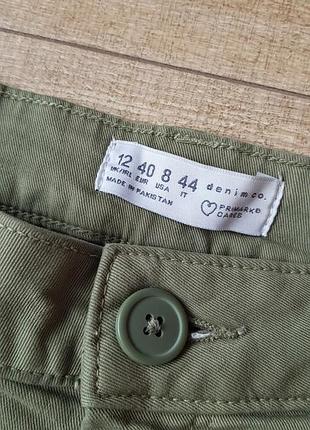 12 40 8 44 denim co.
UK/IRL EUR USA IT
MADE IN PAKISTAN
PRIMARK®
CARES